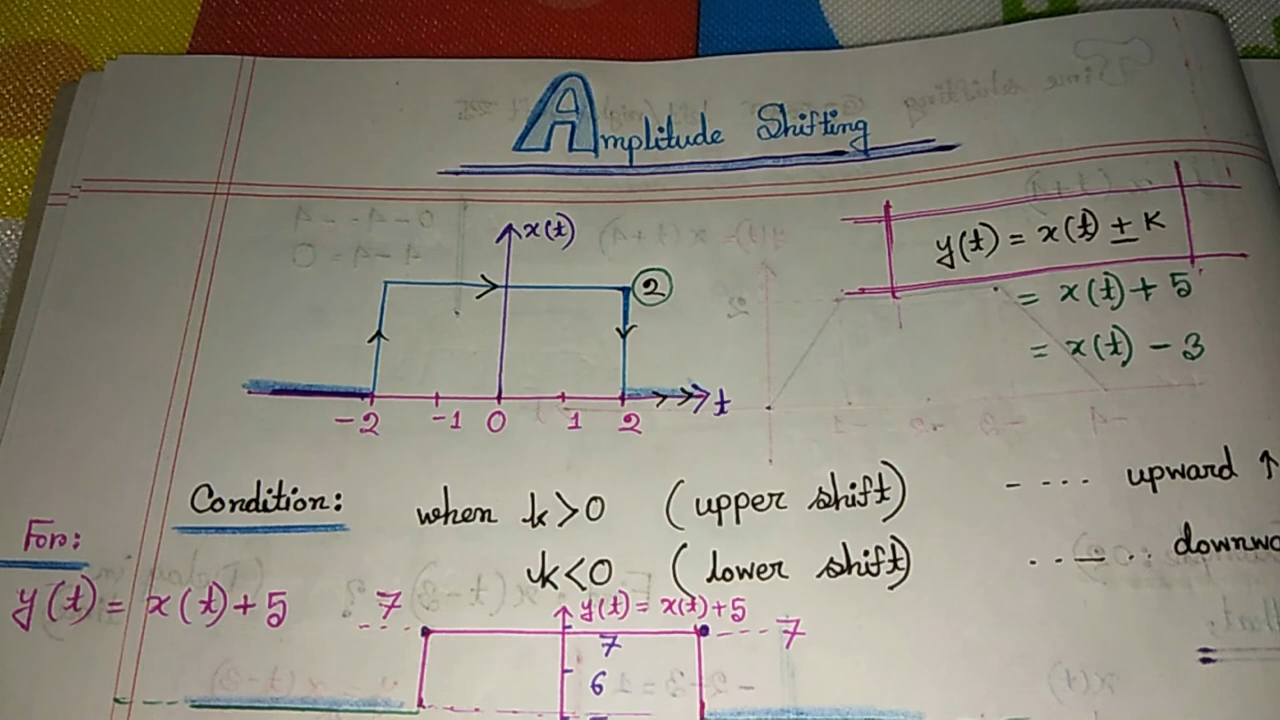 Amplitude Shifting
x(t)
y(t) = x(t) ± K
2
= x(t) + 5
= x(t) - 3
-2 -1 0 1 2 t
Condition: when k>0 (upper shift) - ---- upward ↑
For:
k<0 (lower shift)
y(t) = x(t)+5
7 y(t) = x(t)+5
7 7
6